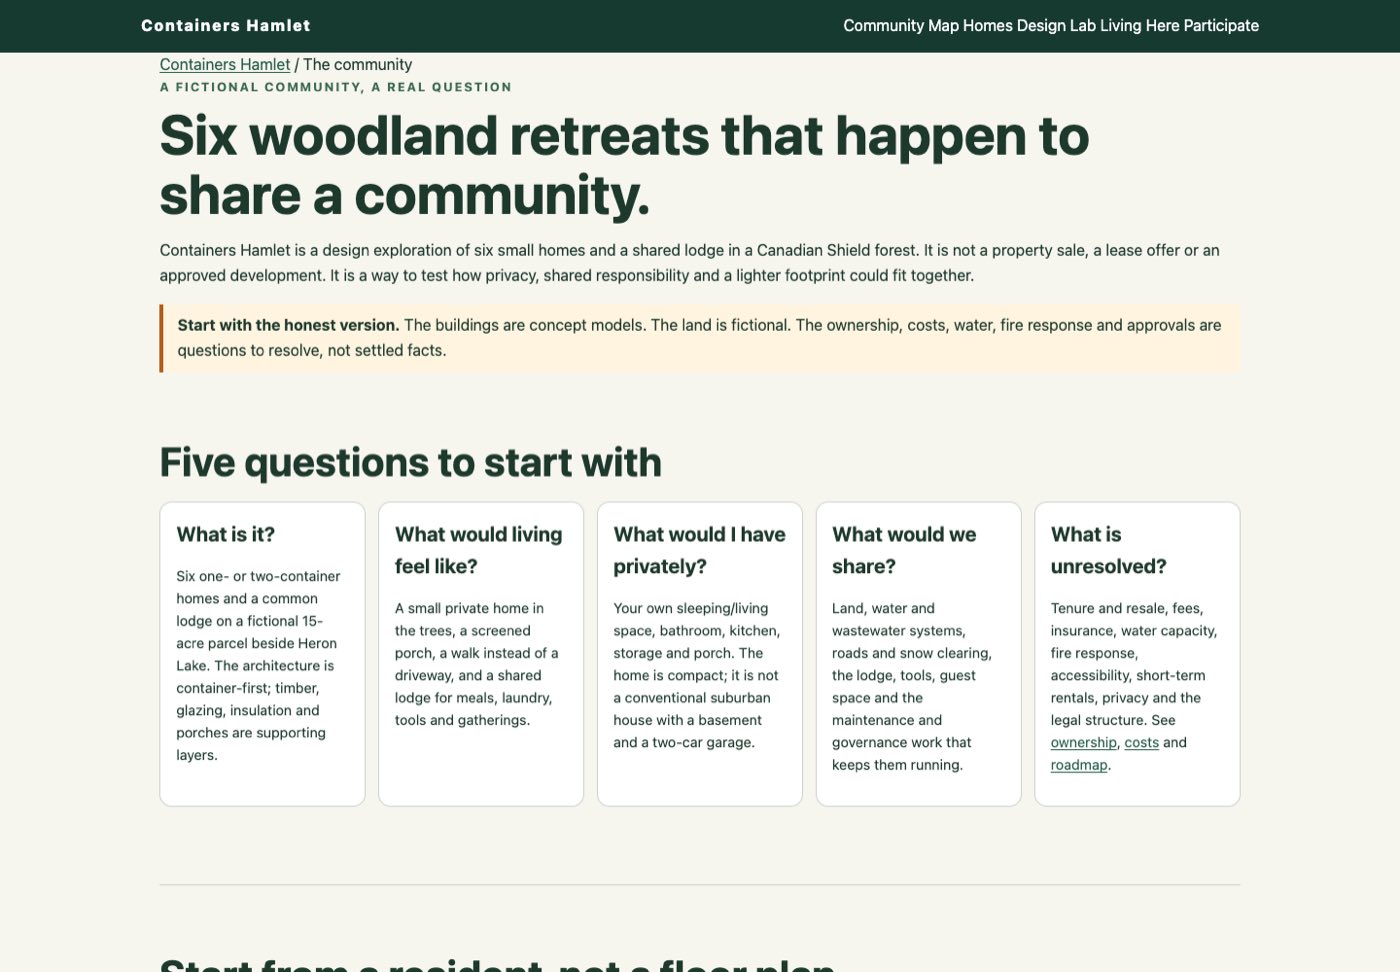 Containers Hamlet
Community Map Homes Design Lab Living Here Participate
Containers Hamlet / The community
A FICTIONAL COMMUNITY, A REAL QUESTION
Six woodland retreats that happen to
share a community.
Containers Hamlet is a design exploration of six small homes and a shared lodge in a Canadian Shield forest. It is not a property sale, a lease offer or an
approved development. It is a way to test how privacy, shared responsibility and a lighter footprint could fit together.
Start with the honest version. The buildings are concept models. The land is fictional. The ownership, costs, water, fire response and approvals are
questions to resolve, not settled facts.
Five questions to start with
What is it?
Six one- or two-container
homes and a common
lodge on a fictional 15-
acre parcel beside Heron
Lake. The architecture is
container-first; timber,
glazing, insulation and
porches are supporting
layers.
What would living
feel like?
A small private home in
the trees, a screened
porch, a walk instead of a
driveway, and a shared
lodge for meals, laundry,
tools and gatherings.
What would I have
privately?
Your own sleeping/living
space, bathroom, kitchen,
storage and porch. The
home is compact; it is not
a conventional suburban
house with a basement
and a two-car garage.
What would we
share?
Land, water and
wastewater systems,
roads and snow clearing,
the lodge, tools, guest
space and the
maintenance and
governance work that
keeps them running.
What is
unresolved?
Tenure and resale, fees,
insurance, water capacity,
fire response,
accessibility, short-term
rentals, privacy and the
legal structure. See
ownership, costs and
roadmap.
Start from a resident, not a floor plan